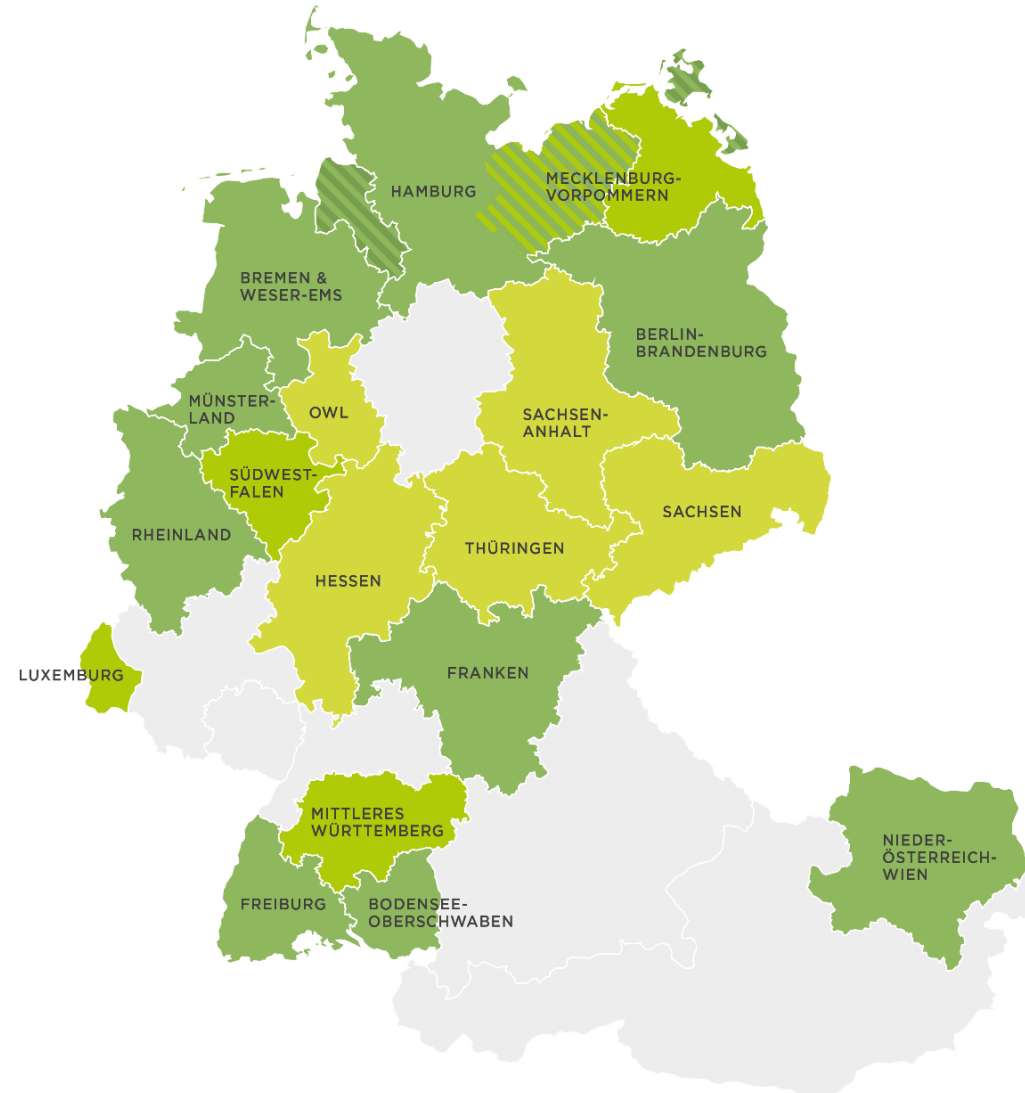 HAMBURG
MECKLENBURG-
VORPOMMERN
BREMEN &
WESER-EMS
BERLIN-
BRANDENBURG
MÜNSTER-
LAND
OWL
SACHSEN-
ANHALT
SÜDWEST-
FALEN
SACHSEN
RHEINLAND
THÜRINGEN
HESSEN
LUXEMBURG
FRANKEN
MITTLERES
WÜRTTEMBERG
NIEDER-
ÖSTERREICH-
WIEN
FREIBURG
BODENSEE-
OBERSCHWABEN